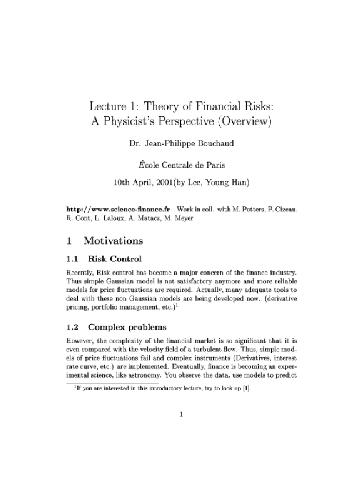 Lecture 1: Theory of Financial Risks:
A Physicist's Perspective (Overview)
Dr. Jean-Philippe Bouchaud
École Centrale de Paris
10th April, 2001(by Lee, Young Han)
http://www.science-finance.fr Work in coll. with M. Potters, P. Cizeau,
R. Cont, L. Laloux, A. Matacz, M. Meyer
1 Motivations
1.1 Risk Control
Recently, Risk control has become a major concern of the finance industry.
Thus simple Gaussian model is not satisfactory anymore and more reliable
models for price fluctuations are required. Actually, many adequate tools to
deal with these non Gaussian models are being developed now. (derivative
pricing, portfolio management, etc.)1
1.2 Complex problems
However, the complexity of the financial market is so significant that it is
even compared with the velocity field of a turbulent flow. Thus, simple mod-
els of price fluctuations fail and complex instruments (Derivatives, interest
rate curve, etc.) are implemented. Eventually, finance is becoming an exper-
imental science, like astronomy. You observe the data, use models to predict
1If you are interested in this introductory lecture, try to look up [1]
1